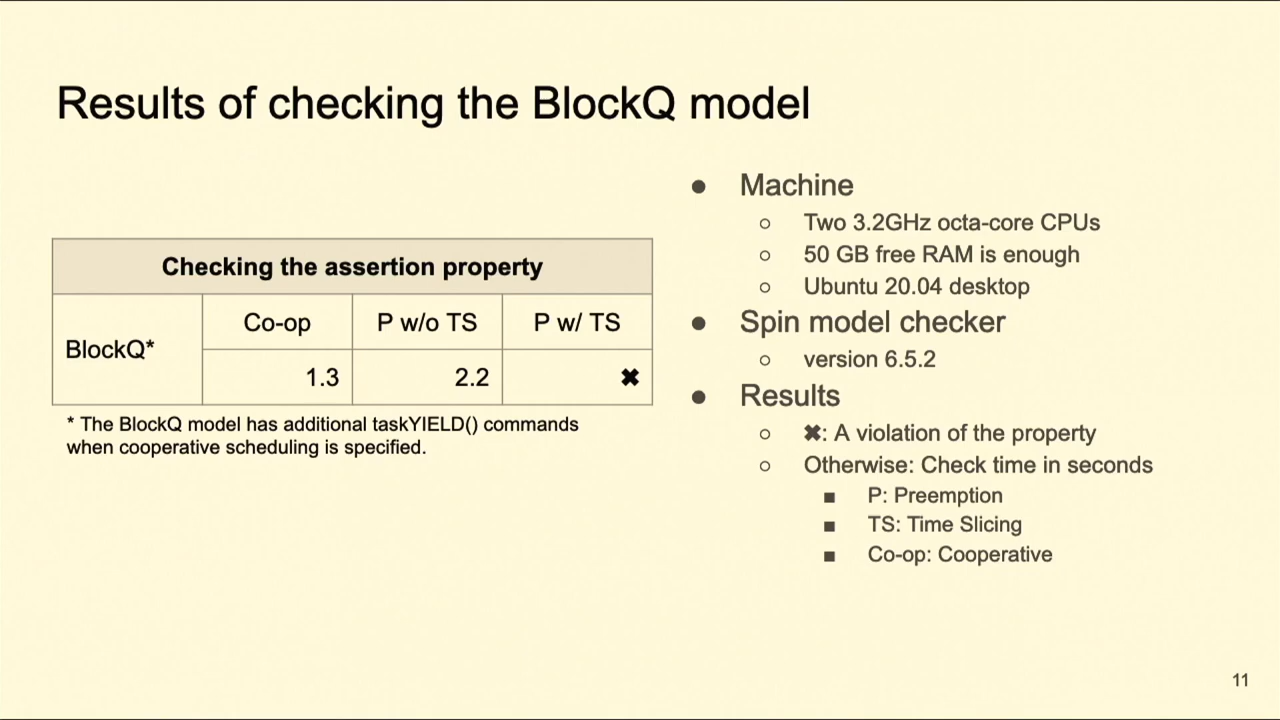 Results of checking the BlockQ model
Checking the assertion property
BlockQ*
Co-op
P w/o TS
P w/ TS
1.3
2.2
✖
* The BlockQ model has additional taskYIELD() commands
when cooperative scheduling is specified.
● Machine
○ Two 3.2GHz octa-core CPUs
○ 50 GB free RAM is enough
○ Ubuntu 20.04 desktop
● Spin model checker
○ version 6.5.2
● Results
○ ✖: A violation of the property
○ Otherwise: Check time in seconds
■ P: Preemption
■ TS: Time Slicing
■ Co-op: Cooperative
11